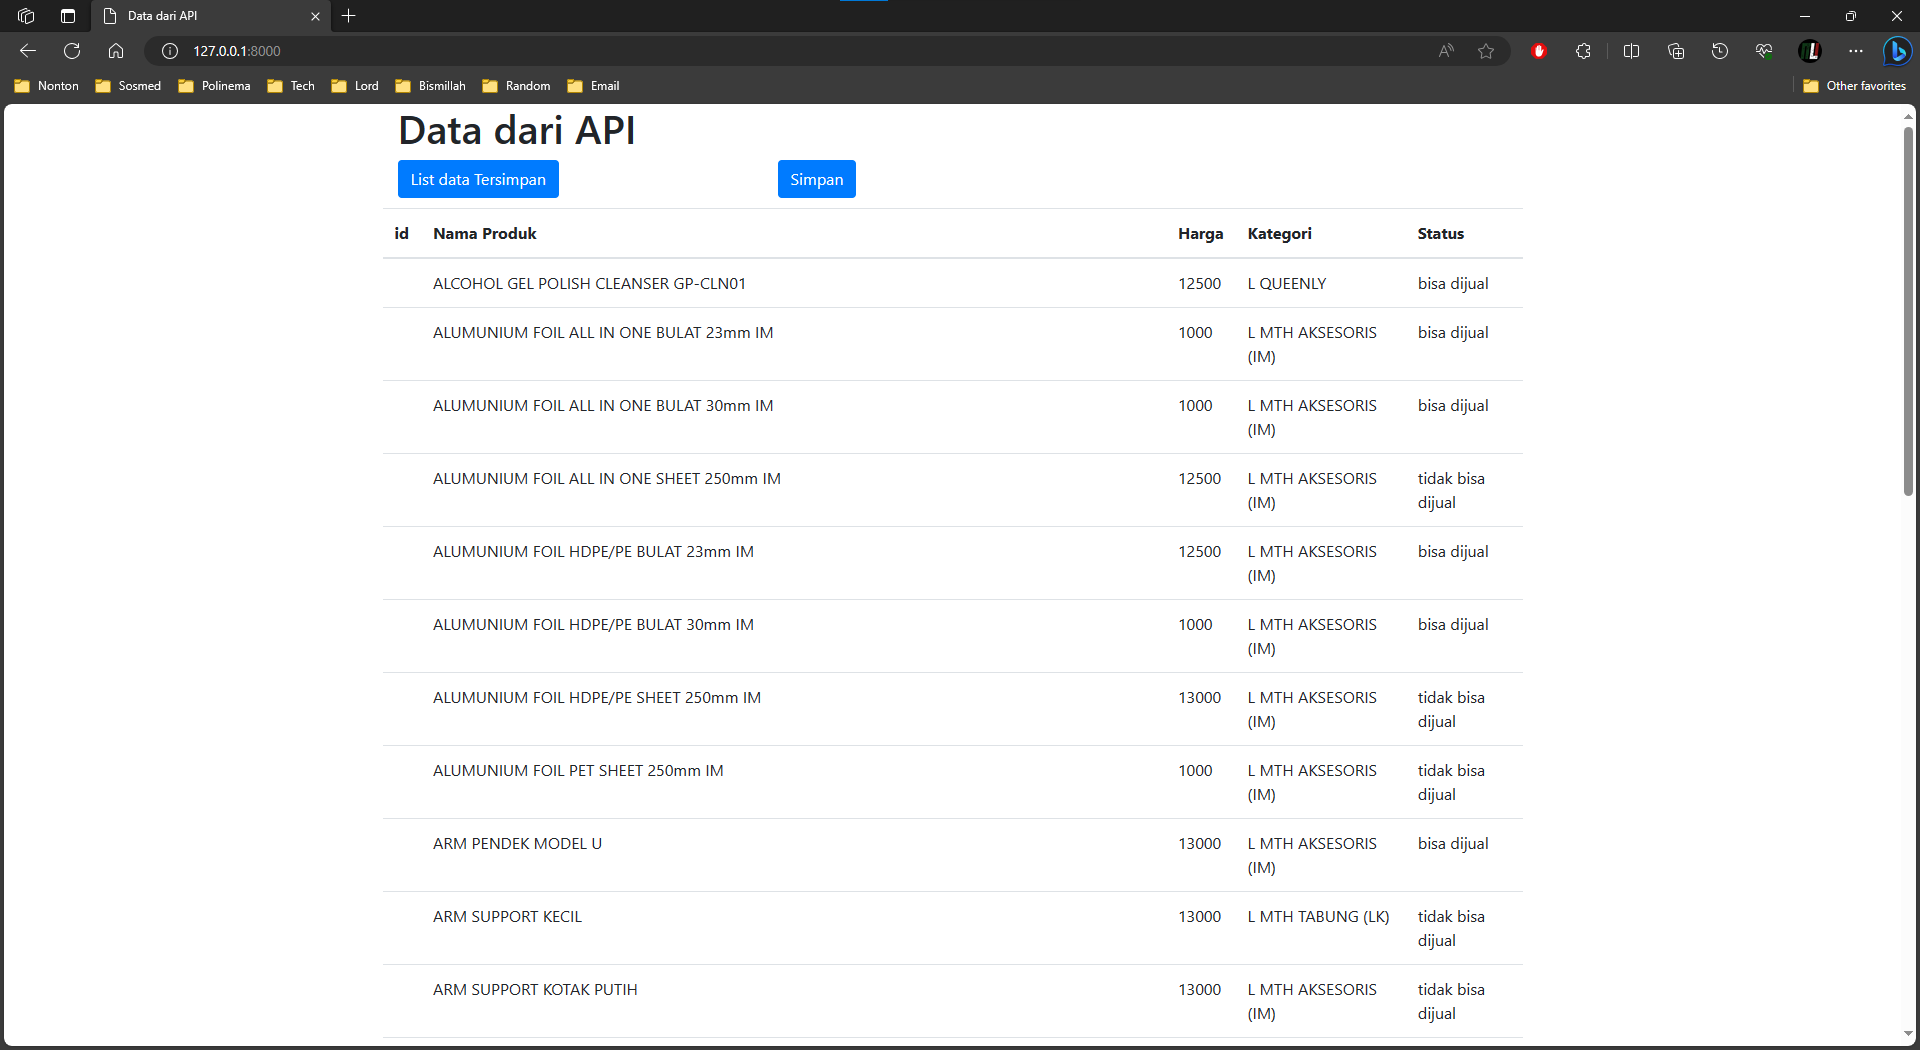 Data dari API
127.0.0.1:8000
Nonton Sosmed Polinema Tech Lord Bismillah Random Email Other favorites
Data dari API
List data Tersimpan Simpan
id Nama Produk Harga Kategori Status
ALCOHOL GEL POLISH CLEANSER GP-CLN01 12500 L QUEENLY bisa dijual
ALUMUNIUM FOIL ALL IN ONE BULAT 23mm IM 1000 L MTH AKSESORIS bisa dijual
(IM)
ALUMUNIUM FOIL ALL IN ONE BULAT 30mm IM 1000 L MTH AKSESORIS bisa dijual
(IM)
ALUMUNIUM FOIL ALL IN ONE SHEET 250mm IM 12500 L MTH AKSESORIS tidak bisa
(IM) dijual
ALUMUNIUM FOIL HDPE/PE BULAT 23mm IM 12500 L MTH AKSESORIS bisa dijual
(IM)
ALUMUNIUM FOIL HDPE/PE BULAT 30mm IM 1000 L MTH AKSESORIS bisa dijual
(IM)
ALUMUNIUM FOIL HDPE/PE SHEET 250mm IM 13000 L MTH AKSESORIS tidak bisa
(IM) dijual
ALUMUNIUM FOIL PET SHEET 250mm IM 1000 L MTH AKSESORIS tidak bisa
(IM) dijual
ARM PENDEK MODEL U 13000 L MTH AKSESORIS bisa dijual
(IM)
ARM SUPPORT KECIL 13000 L MTH TABUNG (LK) tidak bisa
dijual
ARM SUPPORT KOTAK PUTIH 13000 L MTH AKSESORIS tidak bisa
(IM) dijual